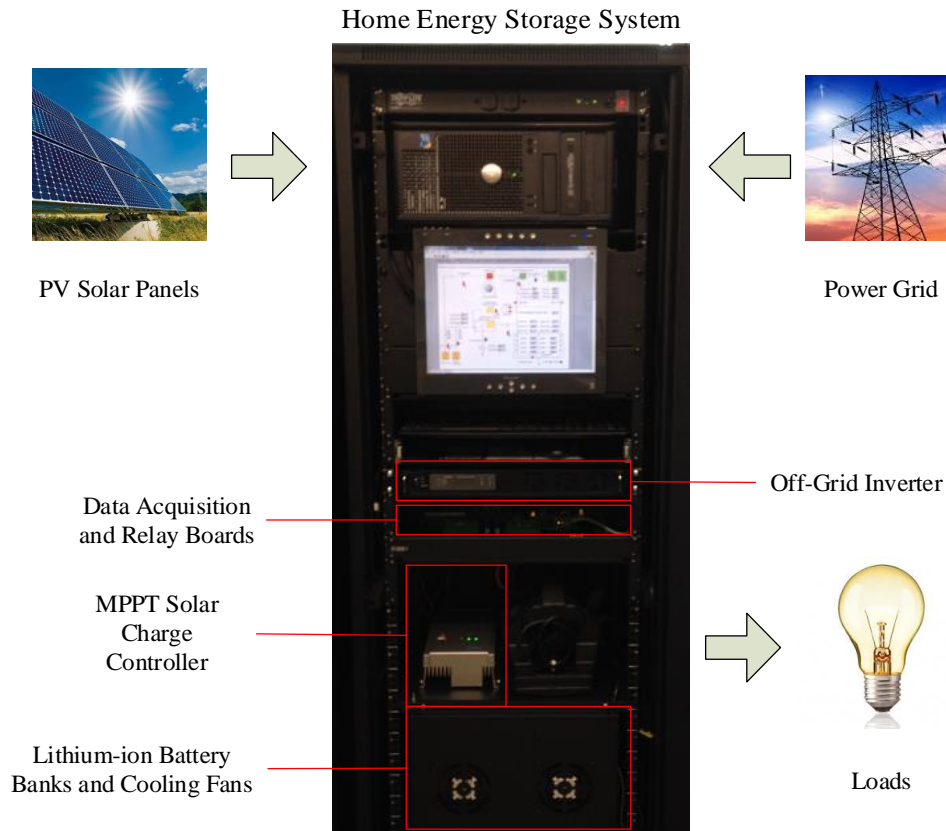 Home Energy Storage System
PV Solar Panels
Power Grid
Off-Grid Inverter
Data Acquisition
and Relay Boards
MPPT Solar
Charge
Controller
Lithium-ion Battery
Banks and Cooling Fans
Loads